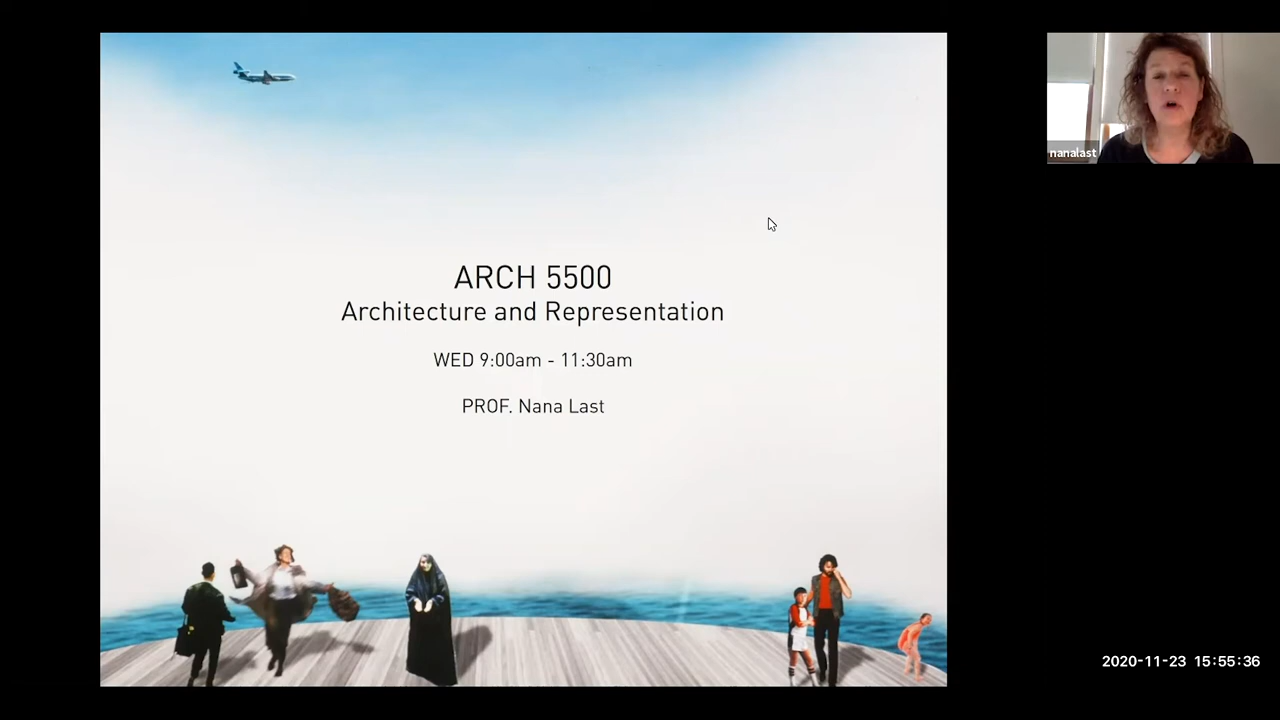 ARCH 5500
Architecture and Representation
WED 9:00am - 11:30am
PROF. Nana Last
nanalast
2020-11-23 15:55:36